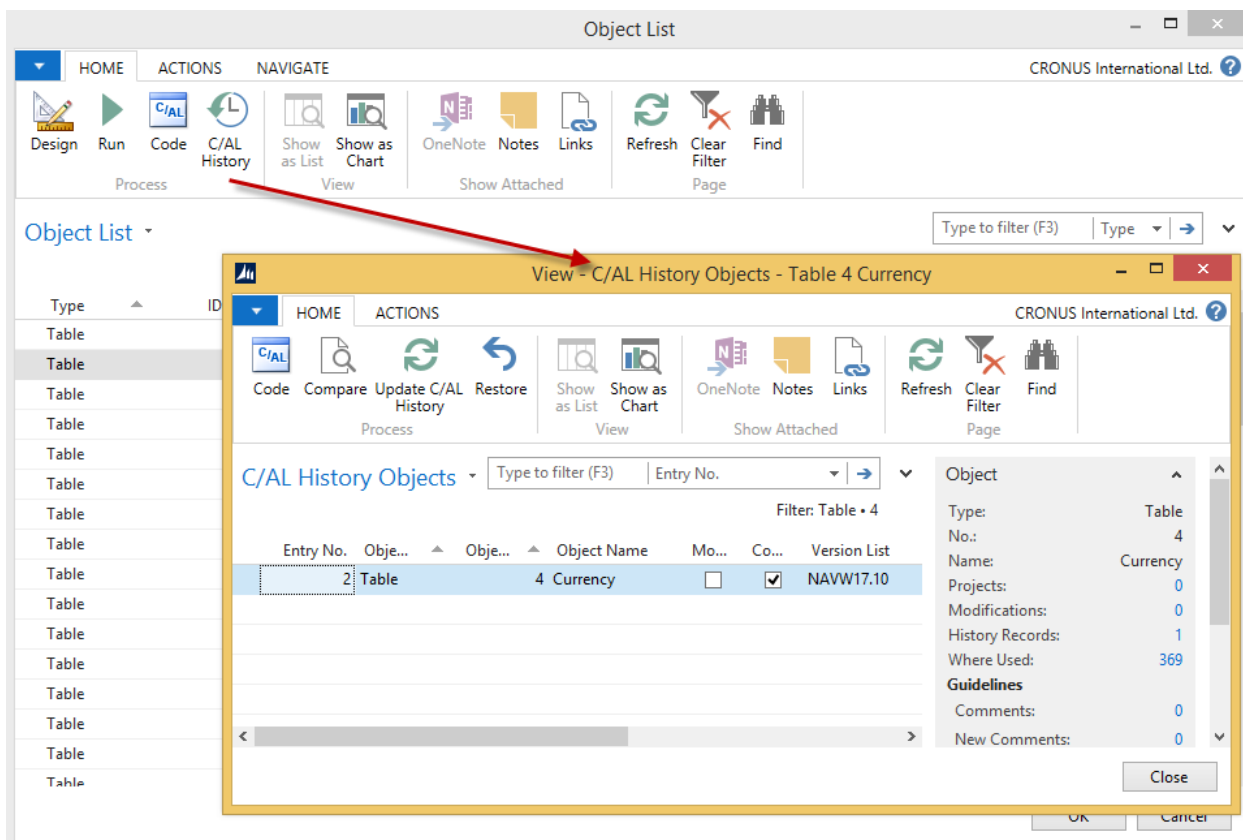 Object List
HOME ACTIONS NAVIGATE CRONUS International Ltd. ?
C/AL
Design Run Code C/AL History Show as List Show as Chart OneNote Notes Links Refresh Clear Filter Find
Process View Show Attached Page
Object List Type to filter (F3) Type
View - C/AL History Objects - Table 4 Currency
Type ID
HOME ACTIONS CRONUS International Ltd. ?
Table
Table
C/AL
Table
Code Compare Update C/AL History Restore Show as List Show as Chart OneNote Notes Links Refresh Clear Filter Find
Table
Process View Show Attached Page
Table
Table
C/AL History Objects Type to filter (F3) Entry No. Object
Table
Filter: Table • 4 Type: Table
No.: 4
Table
Entry No. Obje... Obje... Object Name Mo... Co... Version List
Name: Currency
Table
2 Table 4 Currency NAVW17.10
Projects: 0
Table
Modifications: 0
Table
History Records: 1
Table
Where Used: 369
Guidelines
Table
Comments: 0
Table
New Comments: 0
Table
Table
Close
OK Cancel